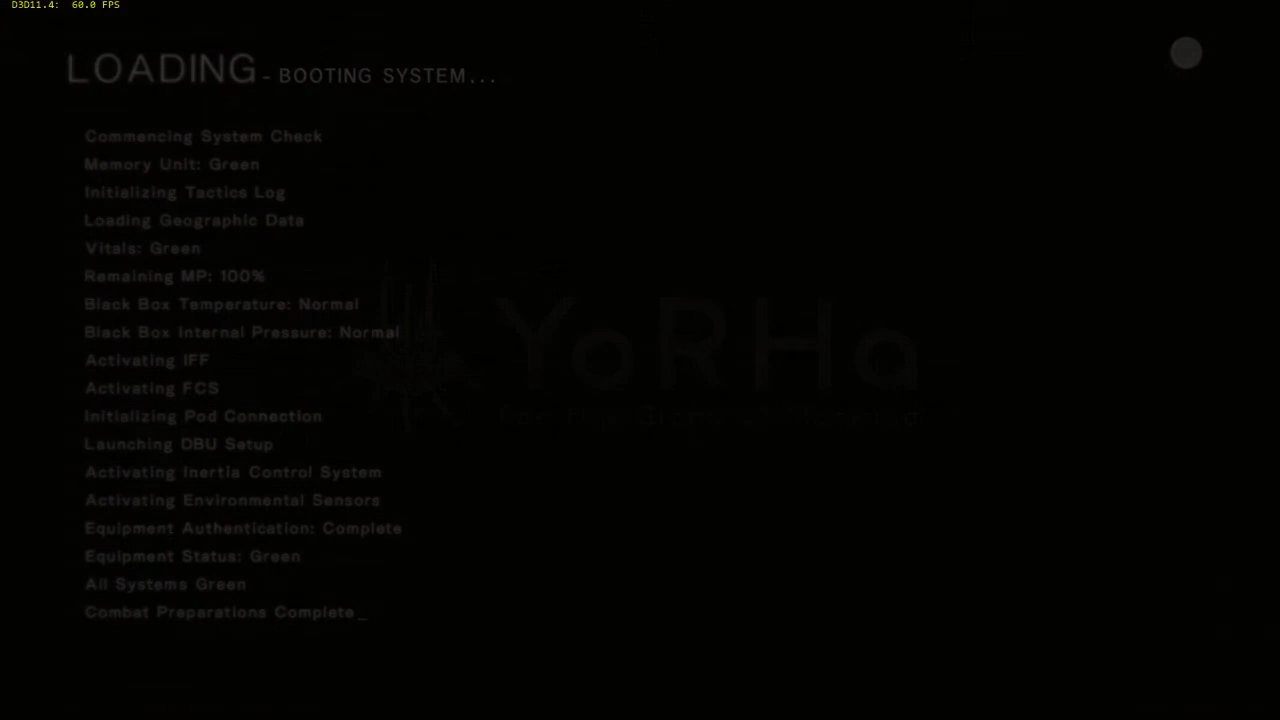 D3D11.4: 60.0 FPS
LOADING - BOOTING SYSTEM...
Commencing System Check
Memory Unit: Green
Initializing Tactics Log
Loading Geographic Data
Vitals: Green
Remaining MP: 100%
Black Box Temperature: Normal
Black Box Internal Pressure: Normal
Activating IFF
Activating FCS
Initializing Pod Connection
Launching DBU Setup
Activating Inertia Control System
Activating Environmental Sensors
Equipment Authentication: Complete
Equipment Status: Green
All Systems Green
Combat Preparations Complete_
YoRHa